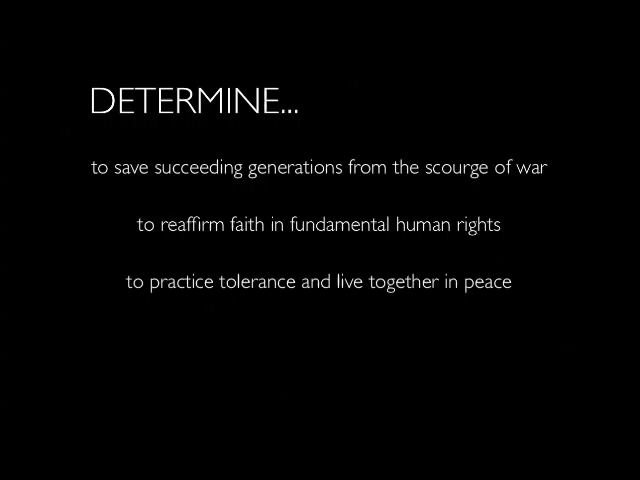 DETERMINE...
to save succeeding generations from the scourge of war
to reaffirm faith in fundamental human rights
to practice tolerance and live together in peace